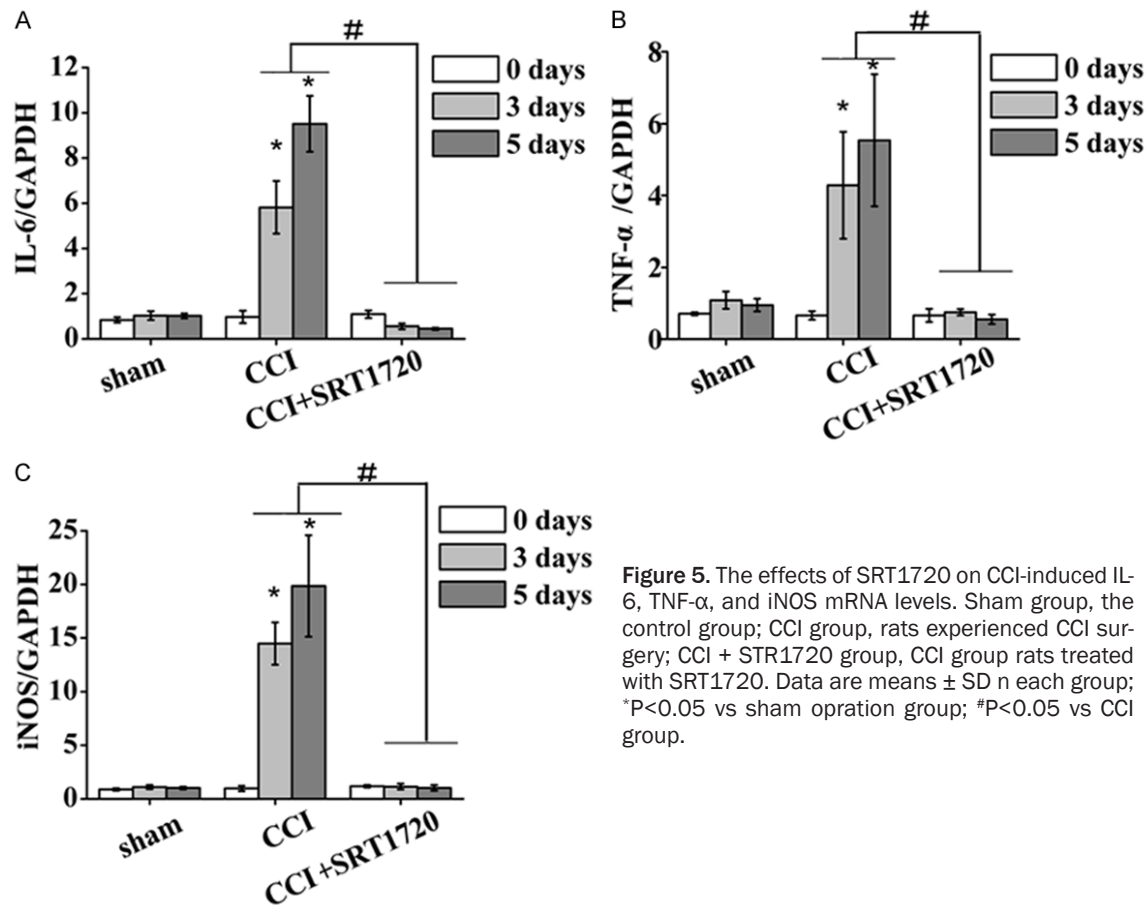 A
#
12
10
8
6
4
2
0
IL-6/GAPDH
*
*
0 days
3 days
5 days
sham
CCI
CCI+SRT1720
B
#
8
6
4
2
0
TNF-α /GAPDH
*
*
0 days
3 days
5 days
sham
CCI
CCI+SRT1720
C
#
25
20
15
10
5
0
iNOS/GAPDH
*
*
0 days
3 days
5 days
sham
CCI
CCI+SRT1720
Figure 5. The effects of SRT1720 on CCI-induced IL-
6, TNF-α, and iNOS mRNA levels. Sham group, the
control group; CCI group, rats experienced CCI sur-
gery; CCI + STR1720 group, CCI group rats treated
with SRT1720. Data are means ± SD n each group;
*P<0.05 vs sham opration group; #P<0.05 vs CCI
group.